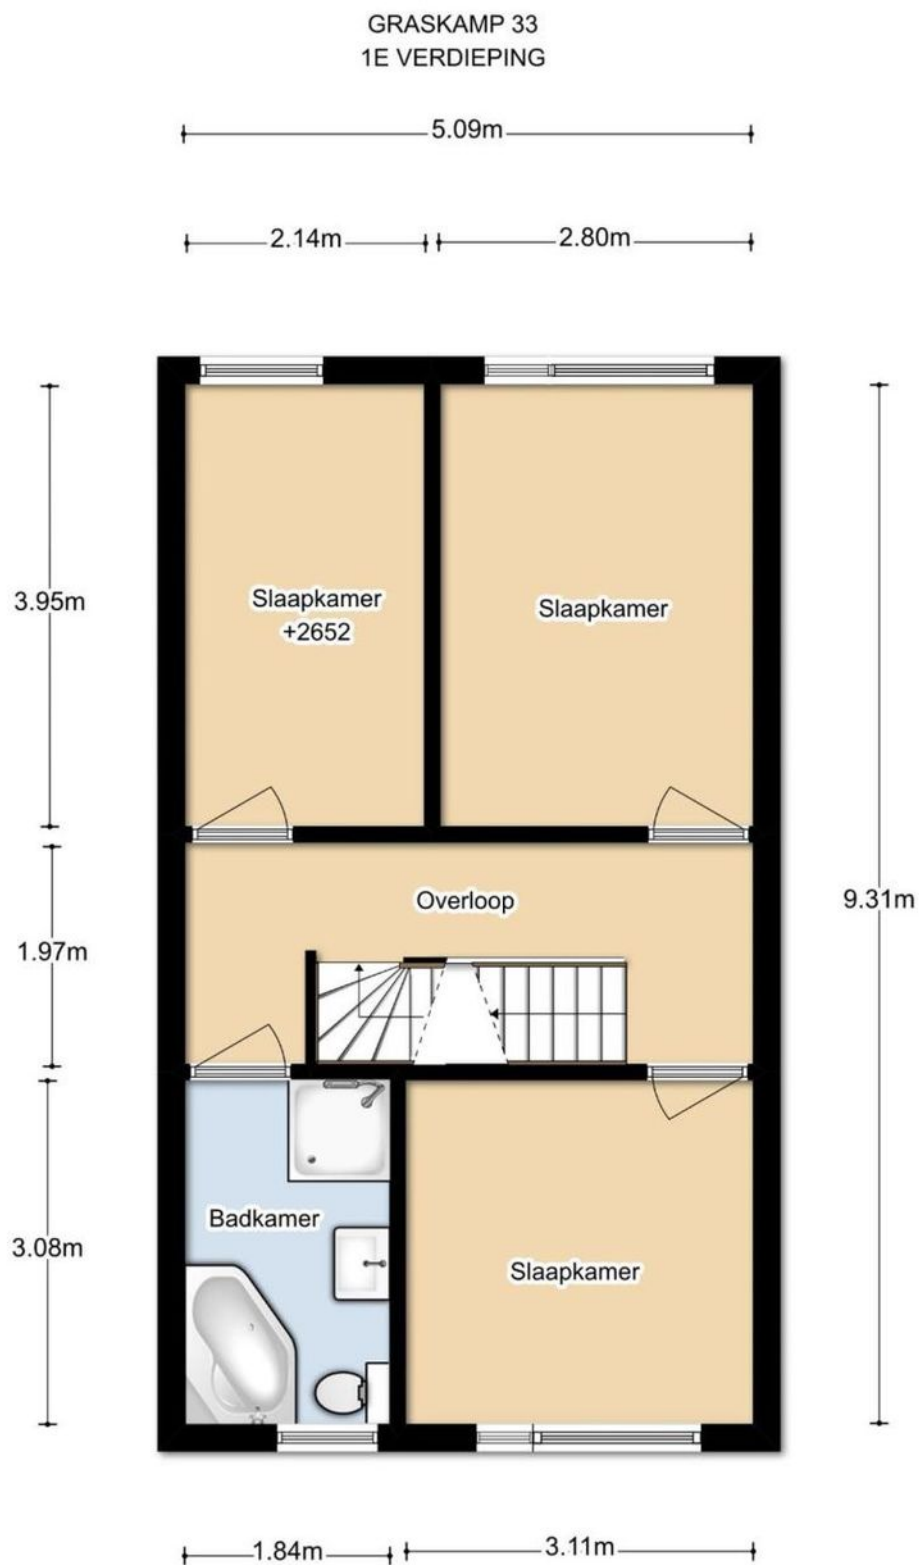 GRASKAMP 33
1E VERDIEPING
5.09m
2.14m
2.80m
Slaapkamer
+2652
Slaapkamer
3.95m
Overloop
9.31m
1.97m
Badkamer
3.08m
Slaapkamer
1.84m
3.11m